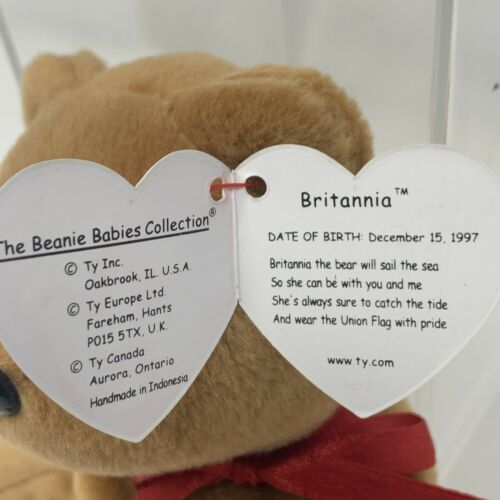 The Beanie Babies Collection®
© Ty Inc.
Oakbrook, IL. U.S.A.
© Ty Europe Ltd.
Fareham, Hants
PO15 5TX, U.K.
© Ty Canada
Aurora, Ontario
Handmade in Indonesia
Britannia™
DATE OF BIRTH: December 15, 1997
Britannia the bear will sail the sea
So she can be with you and me
She's always sure to catch the tide
And wear the Union Flag with pride
www.ty.com